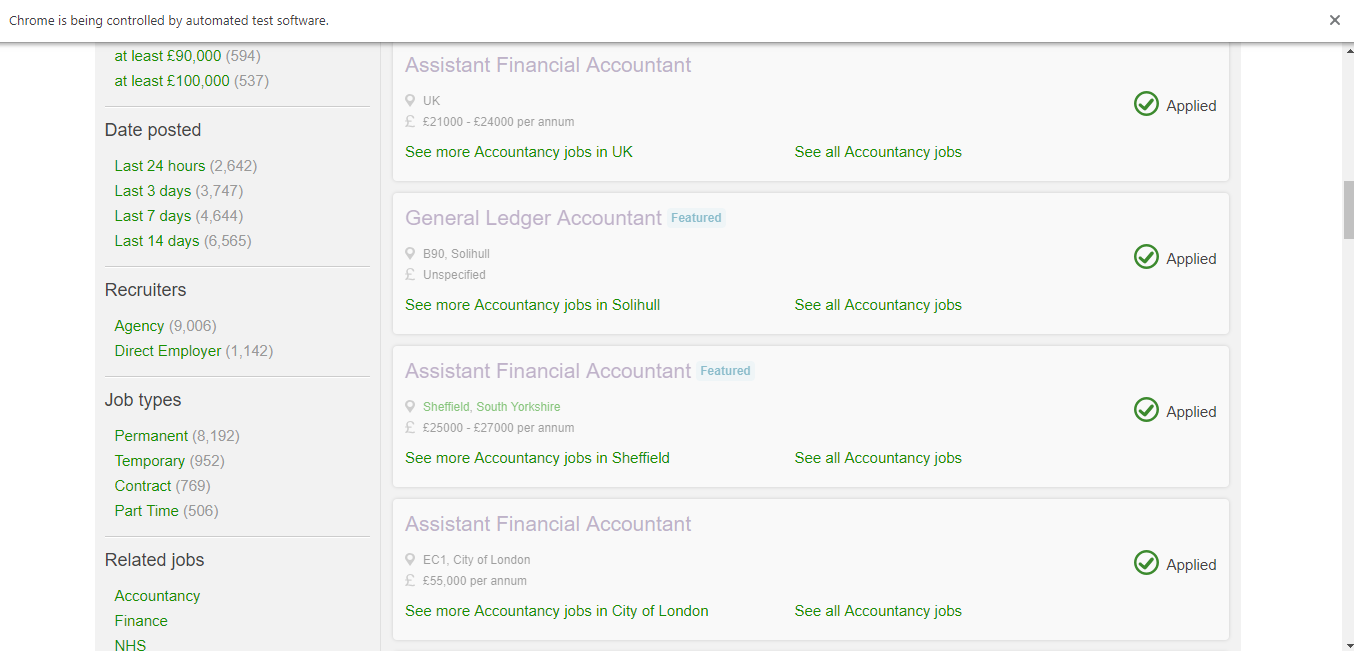 Chrome is being controlled by automated test software.
at least £90,000 (594)
at least £100,000 (537)
Date posted
Last 24 hours (2,642)
Last 3 days (3,747)
Last 7 days (4,644)
Last 14 days (6,565)
Recruiters
Agency (9,006)
Direct Employer (1,142)
Job types
Permanent (8,192)
Temporary (952)
Contract (769)
Part Time (506)
Related jobs
Accountancy
Finance
NHS
Assistant Financial Accountant
UK
£ £21000 - £24000 per annum
Applied
See more Accountancy jobs in UK See all Accountancy jobs
General Ledger Accountant Featured
B90, Solihull
£ Unspecified
Applied
See more Accountancy jobs in Solihull See all Accountancy jobs
Assistant Financial Accountant Featured
Sheffield, South Yorkshire
£ £25000 - £27000 per annum
Applied
See more Accountancy jobs in Sheffield See all Accountancy jobs
Assistant Financial Accountant
EC1, City of London
£ £55,000 per annum
Applied
See more Accountancy jobs in City of London See all Accountancy jobs